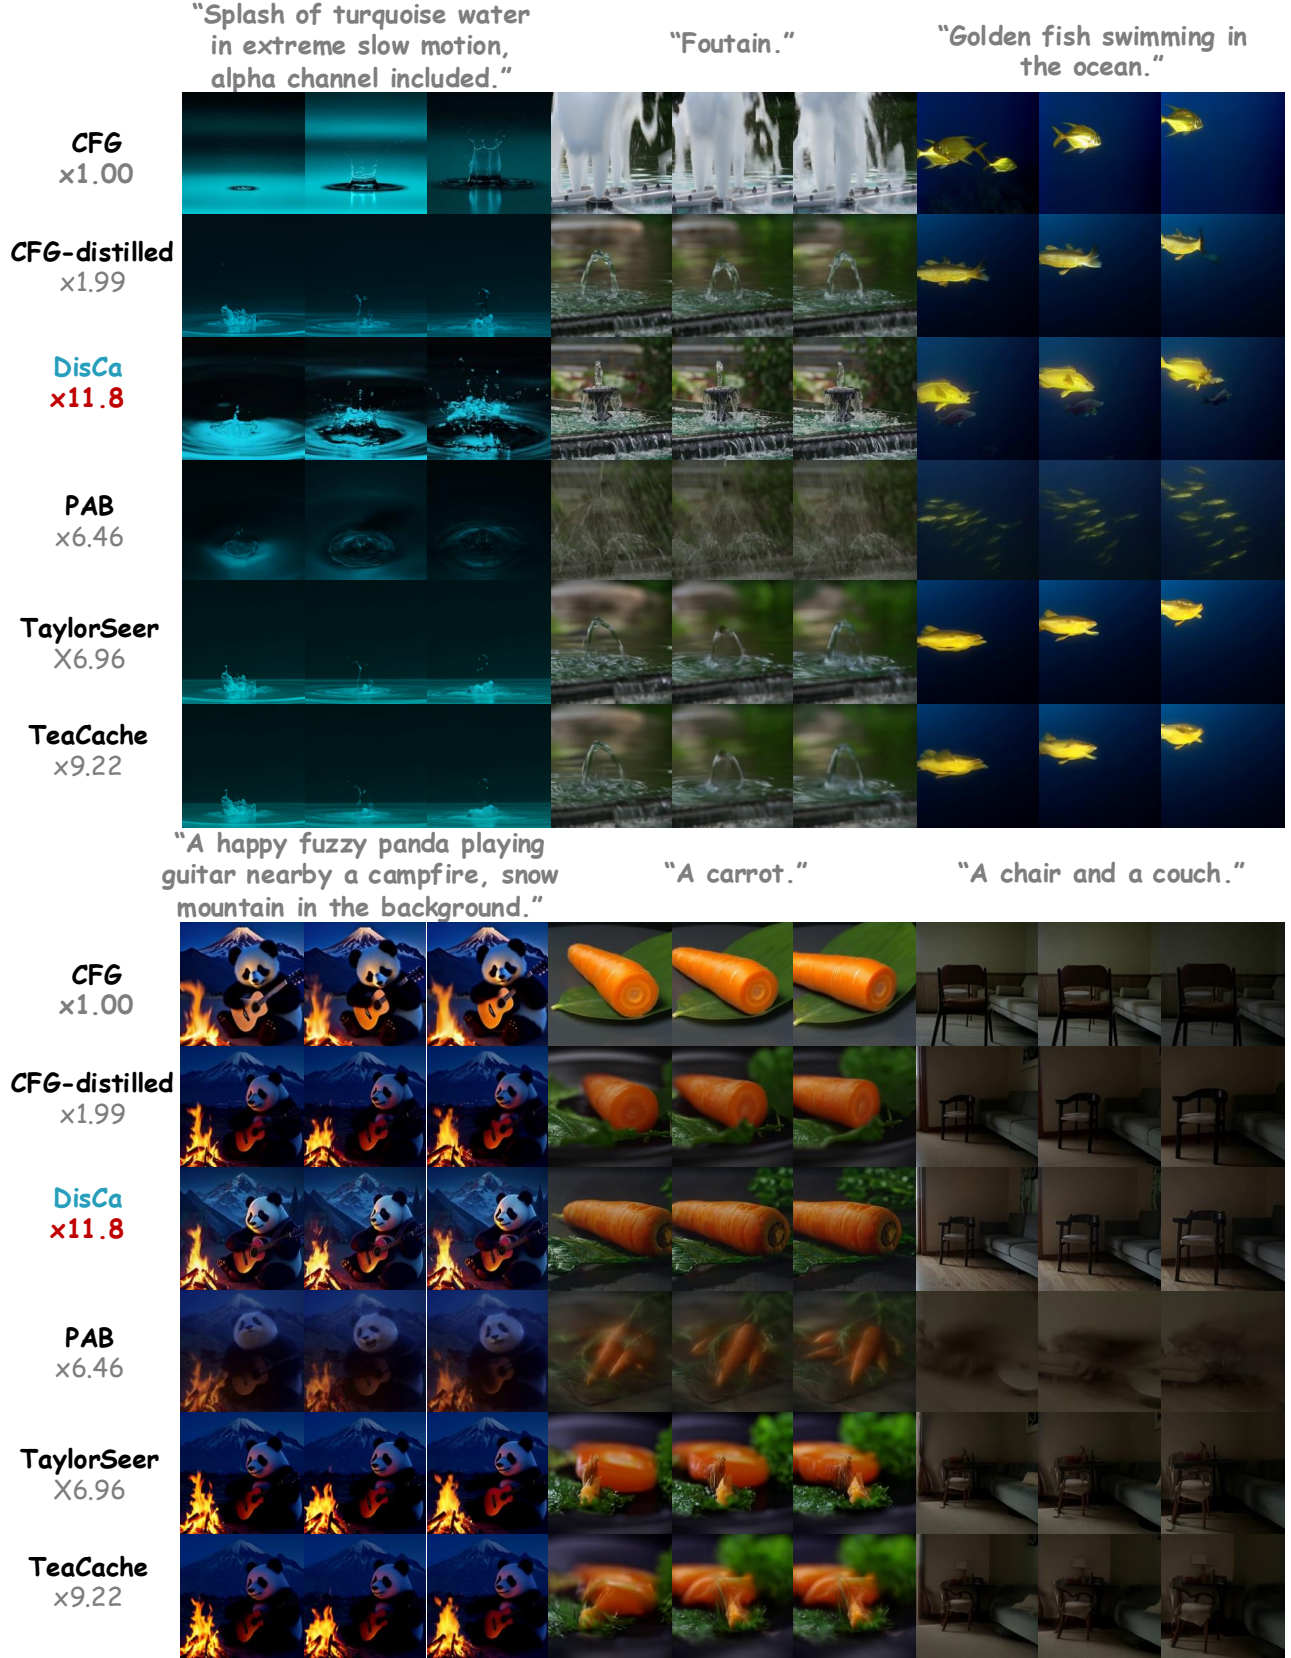 “Splash of turquoise water
in extreme slow motion,
alpha channel included.”
“Foutain.”
“Golden fish swimming in
the ocean.”
CFG
x1.00
CFG-distilled
x1.99
DisCa
x11.8
PAB
x6.46
TaylorSeer
X6.96
TeaCache
x9.22
“A happy fuzzy panda playing
guitar nearby a campfire, snow
mountain in the background.”
“A carrot.”
“A chair and a couch.”
CFG
x1.00
CFG-distilled
x1.99
DisCa
x11.8
PAB
x6.46
TaylorSeer
X6.96
TeaCache
x9.22